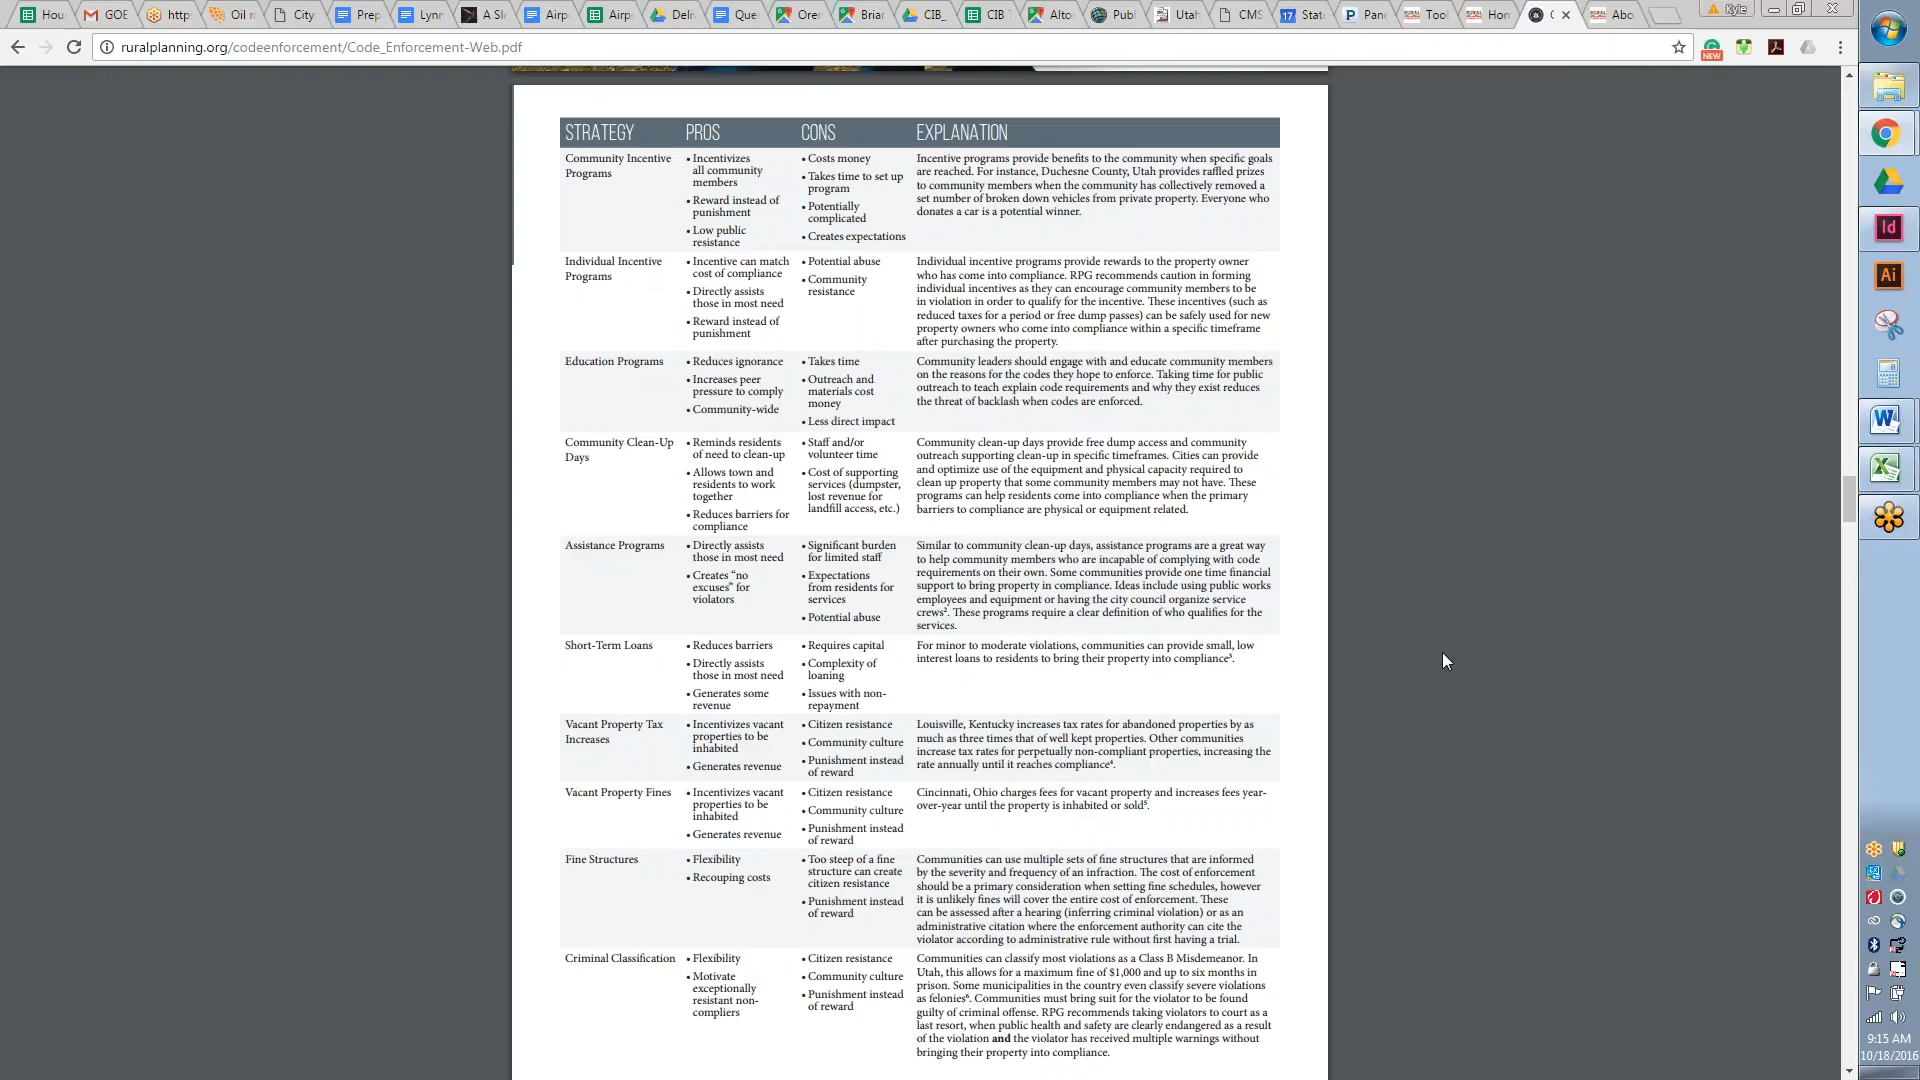 Hou
GOE
http
Oil r
City
Prep
Lynr
A Sl
Airp
Airp
Deli
Que
Oren
Brian
CIB_
CIB T
Alto
Publ
Utah
CMS
17 State
Pand
Tool
Hom
Abo
Kyle
ruralplanning.org/codeenforcement/Code_Enforcement-Web.pdf
NEW
STRATEGY PROS CONS EXPLANATION
Community Incentive
Programs
• Incentivizes
all community
members
• Reward instead of
punishment
• Low public
resistance
• Costs money
• Takes time to set up
program
• Potentially
complicated
• Creates expectations
Incentive programs provide benefits to the community when specific goals
are reached. For instance, Duchesne County, Utah provides raffled prizes
to community members when the community has collectively removed a
set number of broken down vehicles from private property. Everyone who
donates a car is a potential winner.
Individual Incentive
Programs
• Incentive can match
cost of compliance
• Directly assists
those in most need
• Reward instead of
punishment
• Potential abuse
• Community
resistance
Individual incentive programs provide rewards to the property owner
who has come into compliance. RPG recommends caution in forming
individual incentives as they can encourage community members to be
in violation in order to qualify for the incentive. These incentives (such as
reduced taxes for a period or free dump passes) can be safely used for new
property owners who come into compliance within a specific timeframe
after purchasing the property.
Education Programs
• Reduces ignorance
• Increases peer
pressure to comply
• Community-wide
• Takes time
• Outreach and
materials cost
money
• Less direct impact
Community leaders should engage with and educate community members
on the reasons for the codes they hope to enforce. Taking time for public
outreach to teach explain code requirements and why they exist reduces
the threat of backlash when codes are enforced.
Community Clean-Up
Days
• Reminds residents
of need to clean-up
• Allows town and
residents to work
together
• Reduces barriers for
compliance
• Staff and/or
volunteer time
• Cost of supporting
services (dumpster,
lost revenue for
landfill access, etc.)
Community clean-up days provide free dump access and community
outreach supporting clean-up in specific timeframes. Cities can provide
and optimize use of the equipment and physical capacity required to
clean up property that some community members may not have. These
programs can help residents come into compliance when the primary
barriers to compliance are physical or equipment related.
Assistance Programs
• Directly assists
those in most need
• Creates “no
excuses” for
violators
• Significant burden
for limited staff
• Expectations
from residents for
services
• Potential abuse
Similar to community clean-up days, assistance programs are a great way
to help community members who are incapable of complying with code
requirements on their own. Some communities provide one time financial
support to bring property in compliance. Ideas include using public works
employees and equipment or having the city council organize service
crews². These programs require a clear definition of who qualifies for the
services.
Short-Term Loans
• Reduces barriers
• Directly assists
those in most need
• Generates some
revenue
• Requires capital
• Complexity of
loaning
• Issues with non-
repayment
For minor to moderate violations, communities can provide small, low
interest loans to residents to bring their property into compliance³.
Vacant Property Tax
Increases
• Incentivizes vacant
properties to be
inhabited
• Generates revenue
• Citizen resistance
• Community culture
• Punishment instead
of reward
Louisville, Kentucky increases tax rates for abandoned properties by as
much as three times that of well kept properties. Other communities
increase tax rates for perpetually non-compliant properties, increasing the
rate annually until it reaches compliance⁴.
Vacant Property Fines
• Incentivizes vacant
properties to be
inhabited
• Generates revenue
• Citizen resistance
• Community culture
• Punishment instead
of reward
Cincinnati, Ohio charges fees for vacant property and increases fees year-
over-year until the property is inhabited or sold⁵.
Fine Structures
• Flexibility
• Recouping costs
• Too steep of a fine
structure can create
citizen resistance
• Punishment instead
of reward
Communities can use multiple sets of fine structures that are informed
by the severity and frequency of an infraction. The cost of enforcement
should be a primary consideration when setting fine schedules, however
it is unlikely fines will cover the entire cost of enforcement. These
can be assessed after a hearing (inferring criminal violation) or as an
administrative citation where the enforcement authority can cite the
violator according to administrative rule without first having a trial.
Criminal Classification
• Flexibility
• Motivate
exceptionally
resistant non-
compliers
• Citizen resistance
• Community culture
• Punishment instead
of reward
Communities can classify most violations as a Class B Misdemeanor. In
Utah, this allows for a maximum fine of $1,000 and up to six months in
prison. Some municipalities in the country even classify severe violations
as felonies⁶. Communities must bring suit for the violator to be found
guilty of criminal offense. RPG recommends taking violators to court as a
last resort, when public health and safety are clearly endangered as a result
of the violation and the violator has received multiple warnings without
bringing their property into compliance.
Id
Ai
9:15 AM
10/18/2016